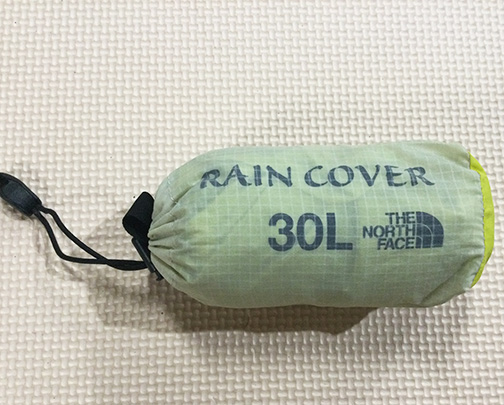 RAIN COVER
30L
THE
NORTH
FACE